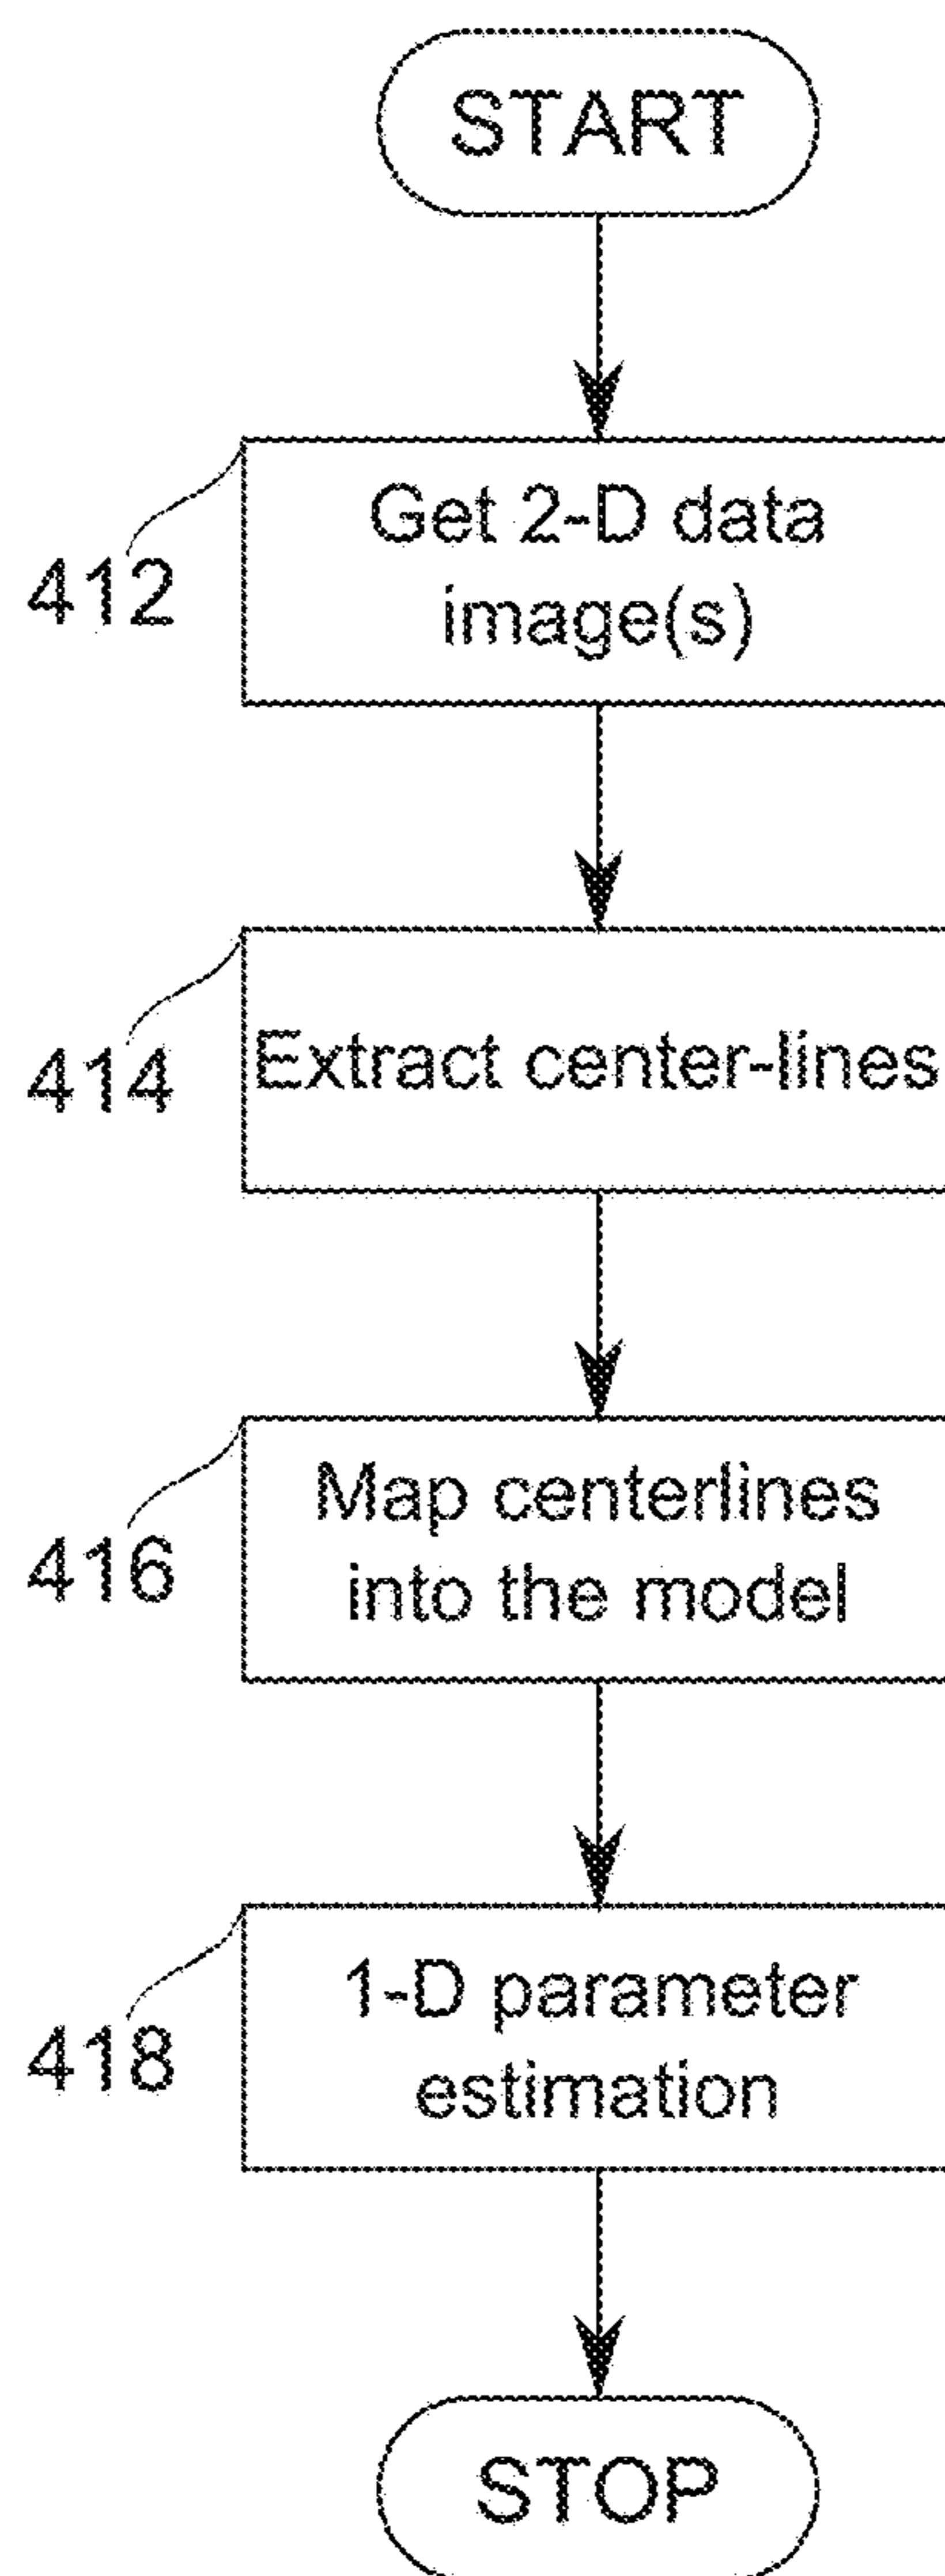 START
412
Get 2-D data
image(s)
414
Extract center-lines
416
Map centerlines
into the model
418
1-D parameter
estimation
STOP